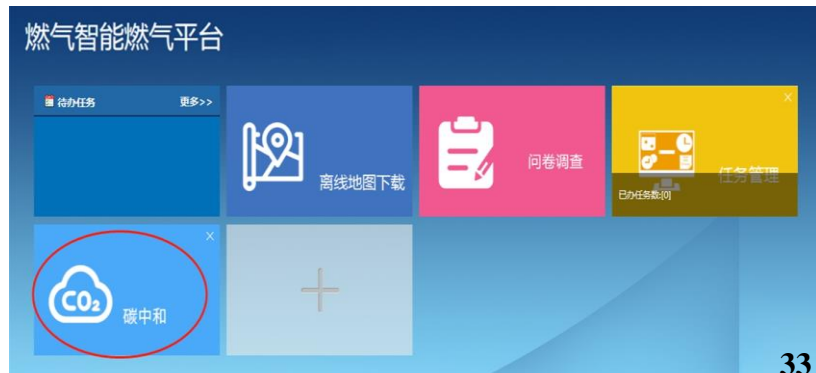 燃气智能燃气平台
待办任务 更多>>
离线地图下载
问卷调查
任务管理
已办任务数:[0]
CO₂
碳中和
33